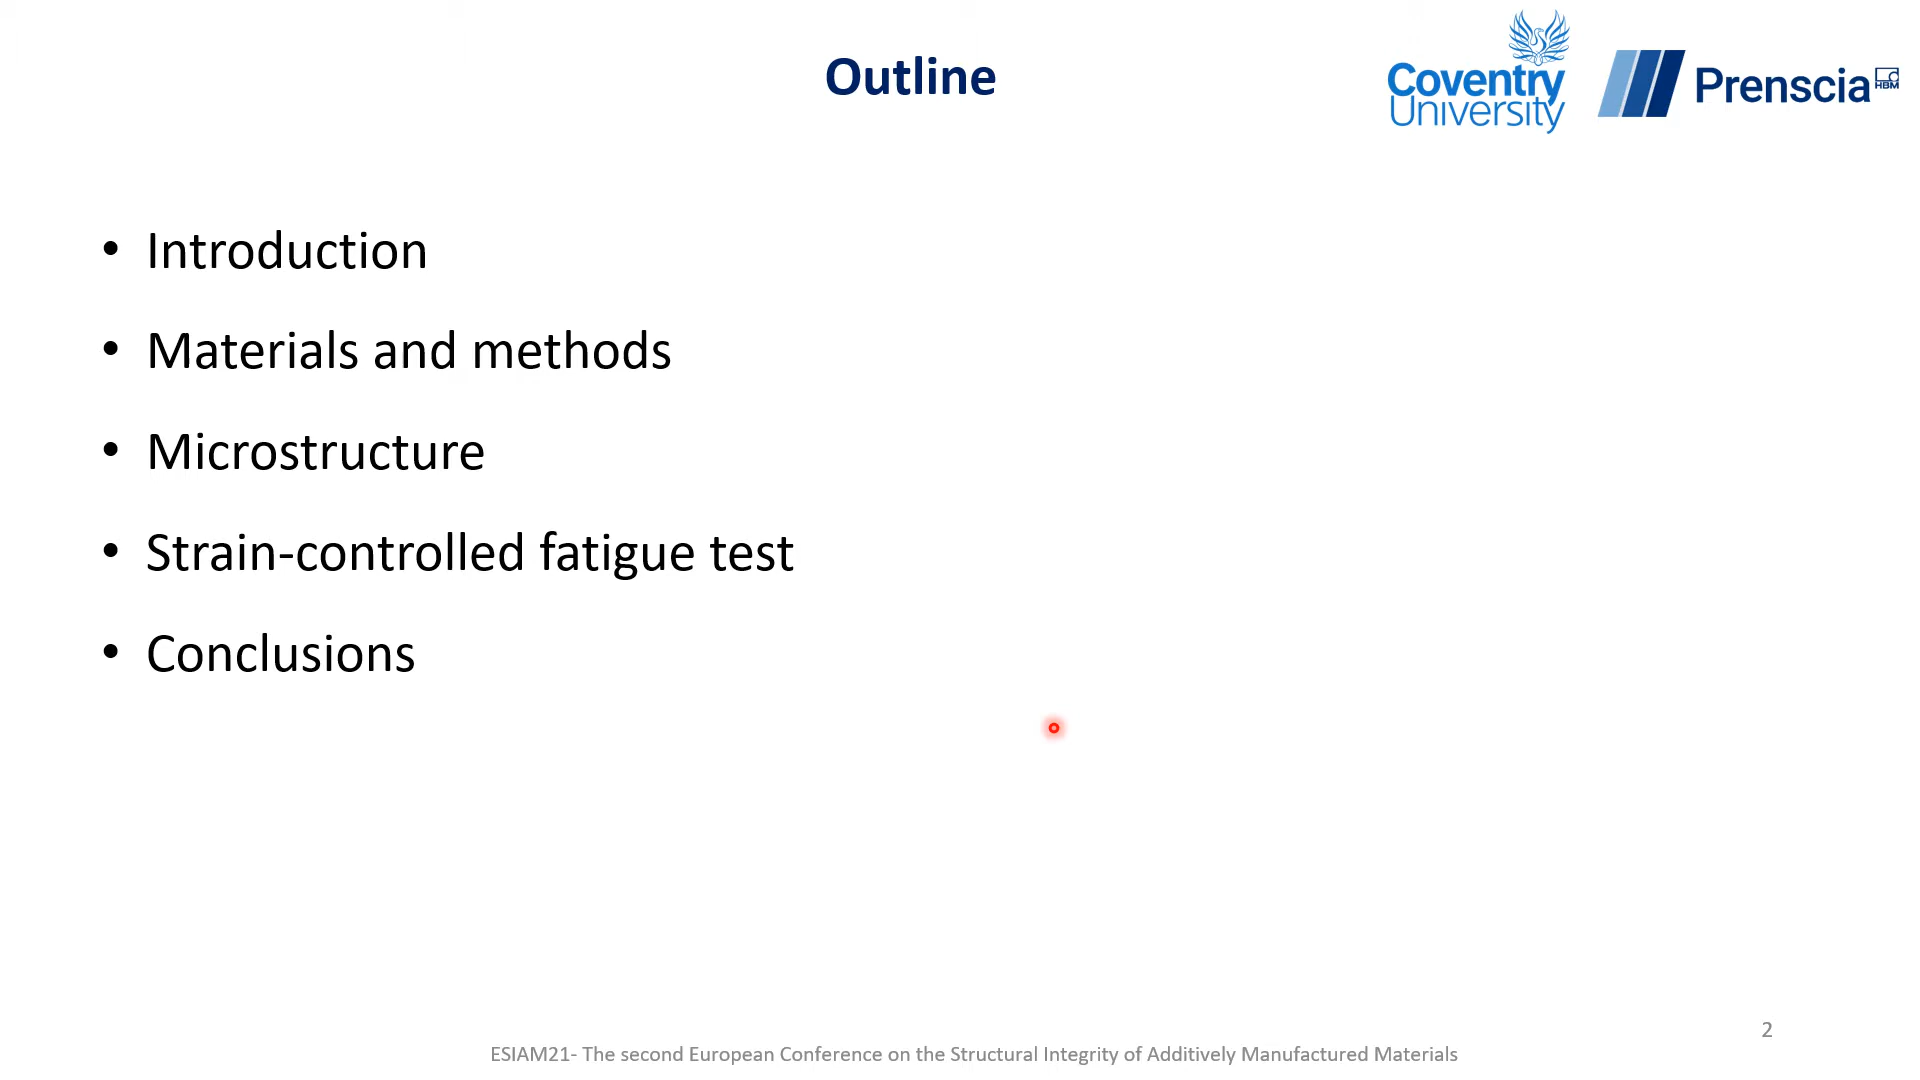 Outline
Coventry
University
Prenscia
HBM
• Introduction
• Materials and methods
• Microstructure
• Strain-controlled fatigue test
• Conclusions
2
ESIAM21- The second European Conference on the Structural Integrity of Additively Manufactured Materials